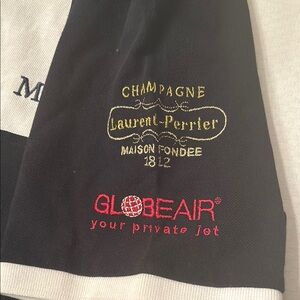 M
CHAMPAGNE
Laurent-Perrier
MAISON FONDEE
1812
GLOBEAIR®
your private jet